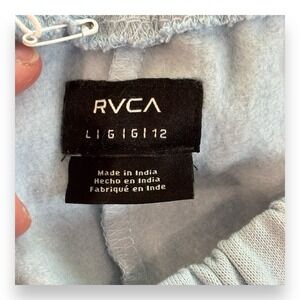 RVCA
L|G|G|12
Made in India
Hecho en India
Fabriqué en Inde